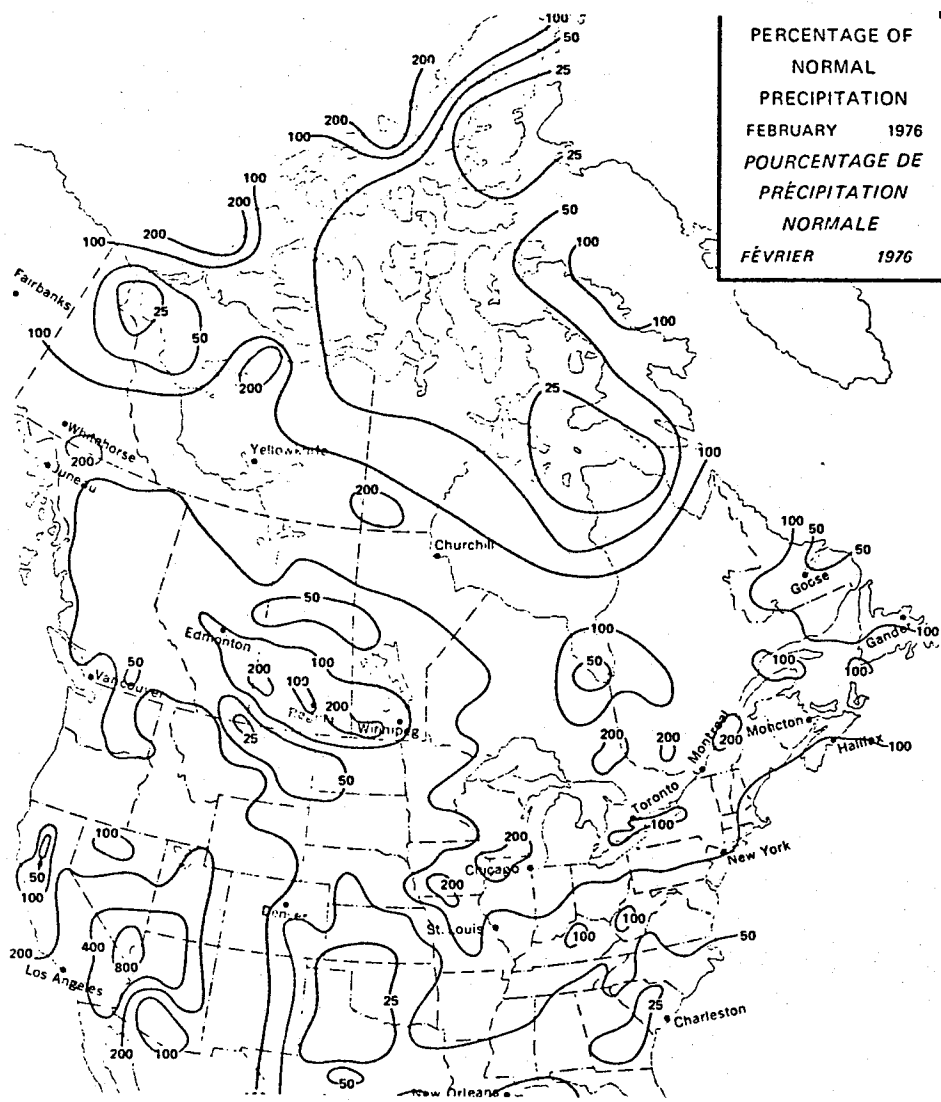 PERCENTAGE OF
NORMAL
PRECIPITATION
FEBRUARY 1976
POURCENTAGE DE
PRÉCIPITATION
NORMALE
FÉVRIER 1976
100
50
200
25
200
100
25
100
50
200
200
100
100
Fairbanks
25
50
100
100
200
25
Whitehorse
200
Yellowknife
100
Juneau
200
100
50
Churchill
50
Goose
50
100
Edmonton
Gander
100
100
50
200
50
100
100
100
Vancouver
200
Winnipeg
Montreal
Moncton
25
200
200
200
Halifax
100
50
Toronto
100
100
200
New York
50
Chicago
100
200
Denver
100
St. Louis
100
50
400
200
800
Los Angeles
25
25
Charleston
200
100
50
New Orleans